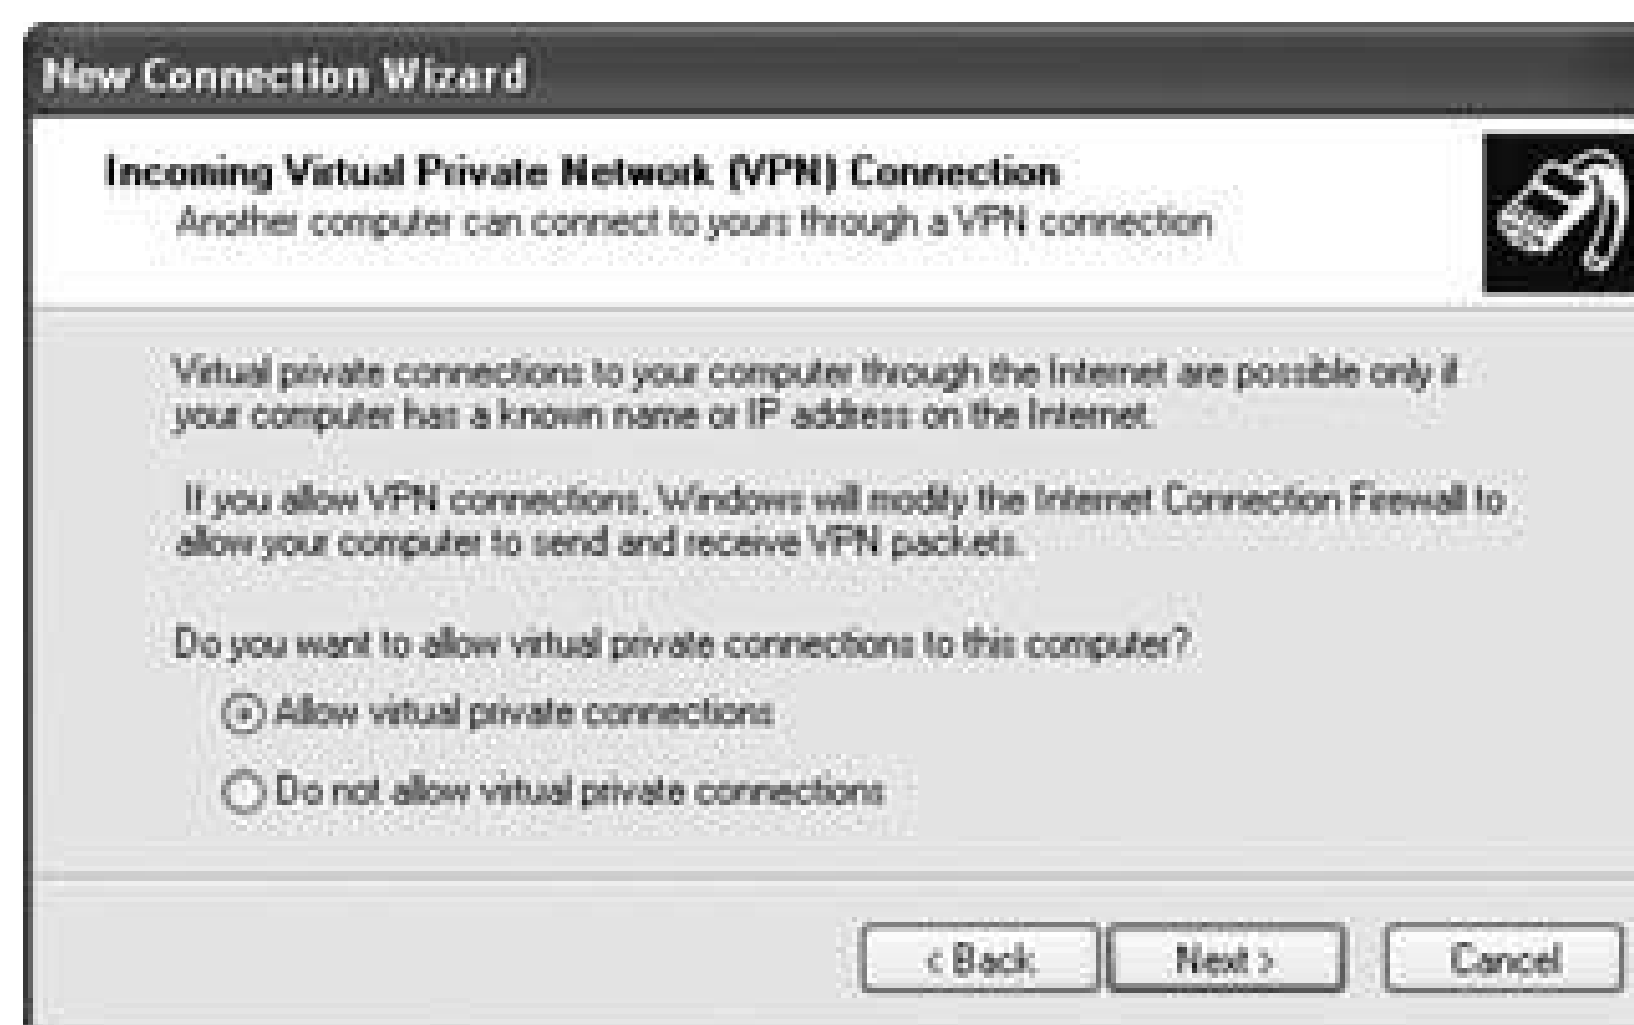 New Connection Wizard
Incoming Virtual Private Network (VPN) Connection
Another computer can connect to yours through a VPN connection
Virtual private connections to your computer through the Internet are possible only if
your computer has a known name or IP address on the Internet.
If you allow VPN connections, Windows will modify the Internet Connection Firewall to
allow your computer to send and receive VPN packets.
Do you want to allow virtual private connections to this computer?
Allow virtual private connections
Do not allow virtual private connections
< Back Next > Cancel